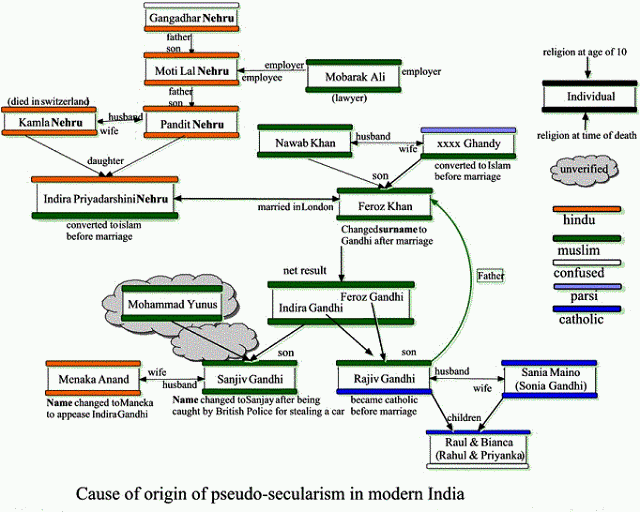 Gangadhar Nehru
father
son
Moti Lal Nehru
employer
employee
Mobarak Ali
employer
(lawyer)
religion at age of 10
Individual
religion at time of death
father
son
(died in switzerland)
Kamla Nehru
husband
wife
Pandit Nehru
Nawab Khan
husband
wife
xxxx Ghandy
converted to Islam
before marriage
unverified
daughter
son
Indira Priyadarshini Nehru
converted to islam
before marriage
married in London
Feroz Khan
Changed surname to
Gandhi after marriage
hindu
muslim
confused
parsi
catholic
net result
Father
Mohammad Yunus
Feroz Gandhi
Indira Gandhi
son
son
Menaka Anand
wife
husband
Sanjiv Gandhi
Rajiv Gandhi
husband
wife
Sania Maino
(Sonia Gandhi)
Name changed to Maneka
to appease Indira Gandhi
Name changed to Sanjay after being
caught by British Police for stealing a car
became catholic
before marriage
children
Raul & Bianca
(Rahul & Priyanka)
Cause of origin of pseudo-secularism in modern India